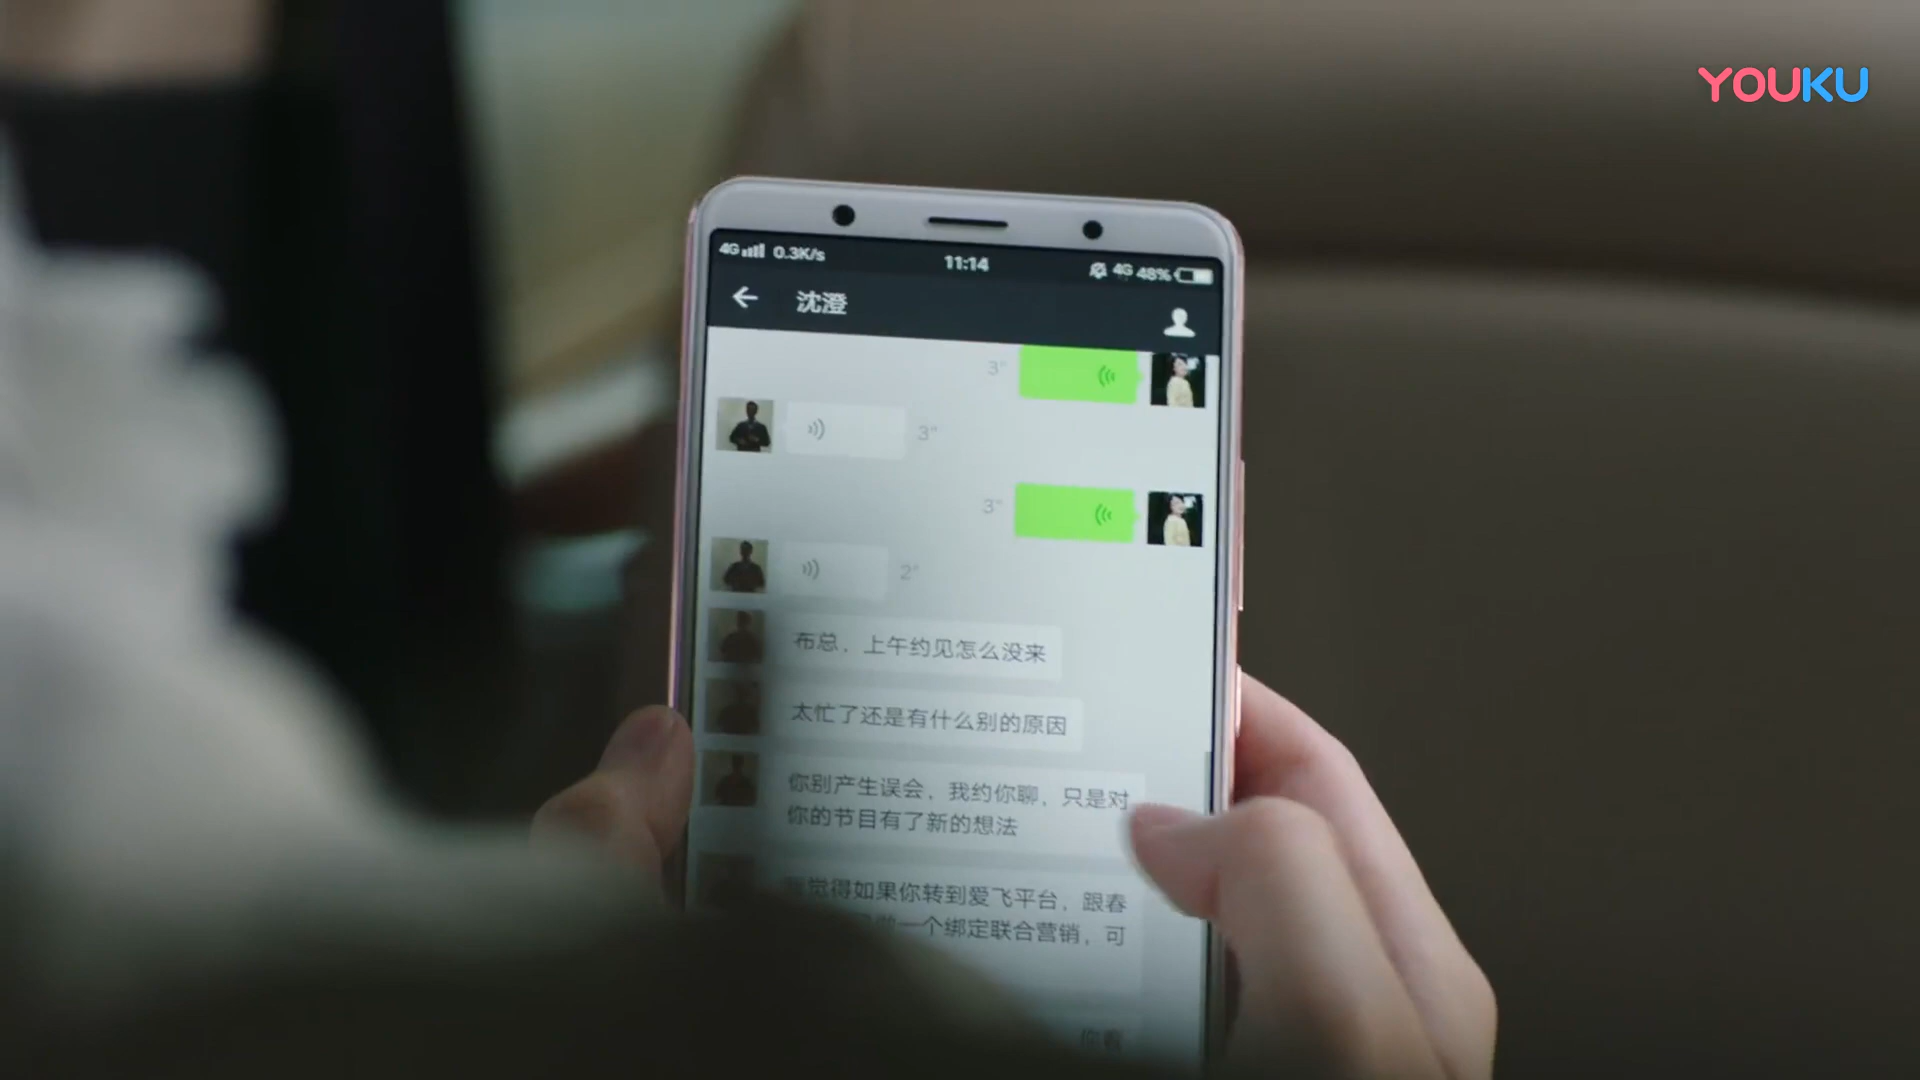 YOUKU
4G 0.3K/s
11:14
4G 48%
沈澄
3"
3"
3"
2"
布总，上午约见怎么没来
太忙了还是有什么别的原因
你别产生误会，我约你聊，只是对
你的节目有了新的想法
觉得如果你转到爱飞平台，跟春
一个绑定联合营销，可
你看